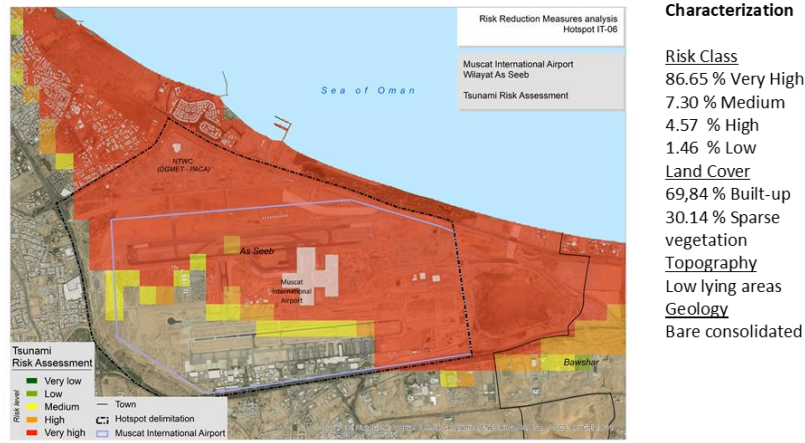 Risk Reduction Measures analysis
Hotspot IT-06
Muscat International Airport
Wilayat As Seeb
Tsunami Risk Assessment
Sea of Oman
NTWC
(DGMET - PACA)
As Seeb
Muscat
International
Airport
Bawshar
Tsunami
Risk Assessment
Risk level
Very low
Low
Medium
High
Very high
Town
Hotspot delimitation
Muscat International Airport
Characterization
Risk Class
86.65 % Very High
7.30 % Medium
4.57 % High
1.46 % Low
Land Cover
69,84 % Built-up
30.14 % Sparse
vegetation
Topography
Low lying areas
Geology
Bare consolidated